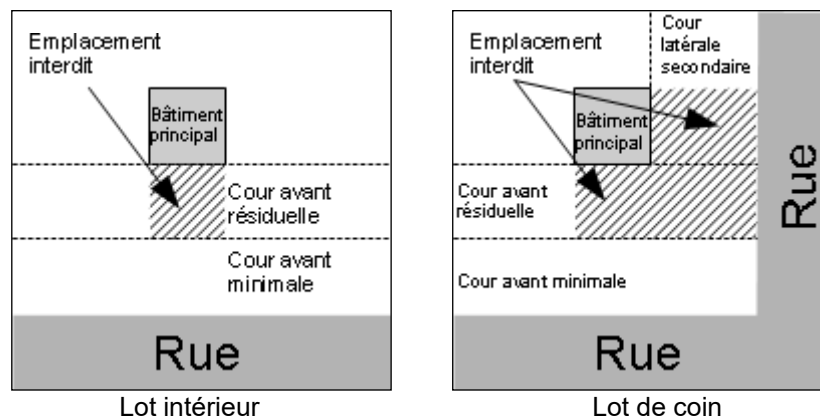 Emplacement
interdit
Bâtiment
principal
Cour avant
résiduelle
Cour avant
minimale
Rue
Lot intérieur
Cour
latérale
secondaire
Emplacement
interdit
Bâtiment
principal
Cour avant
résiduelle
Cour avant minimale
Rue
Rue
Lot de coin